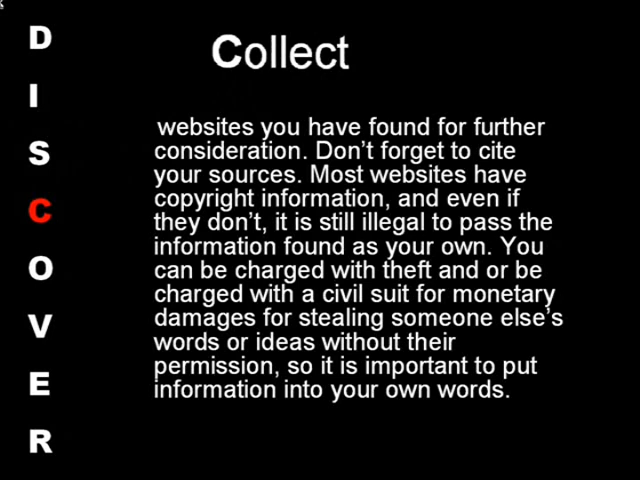 D
I
S
C
O
V
E
R
Collect
websites you have found for further
consideration. Don’t forget to cite
your sources. Most websites have
copyright information, and even if
they don’t, it is still illegal to pass the
information found as your own. You
can be charged with theft and or be
charged with a civil suit for monetary
damages for stealing someone else’s
words or ideas without their
permission, so it is important to put
information into your own words.